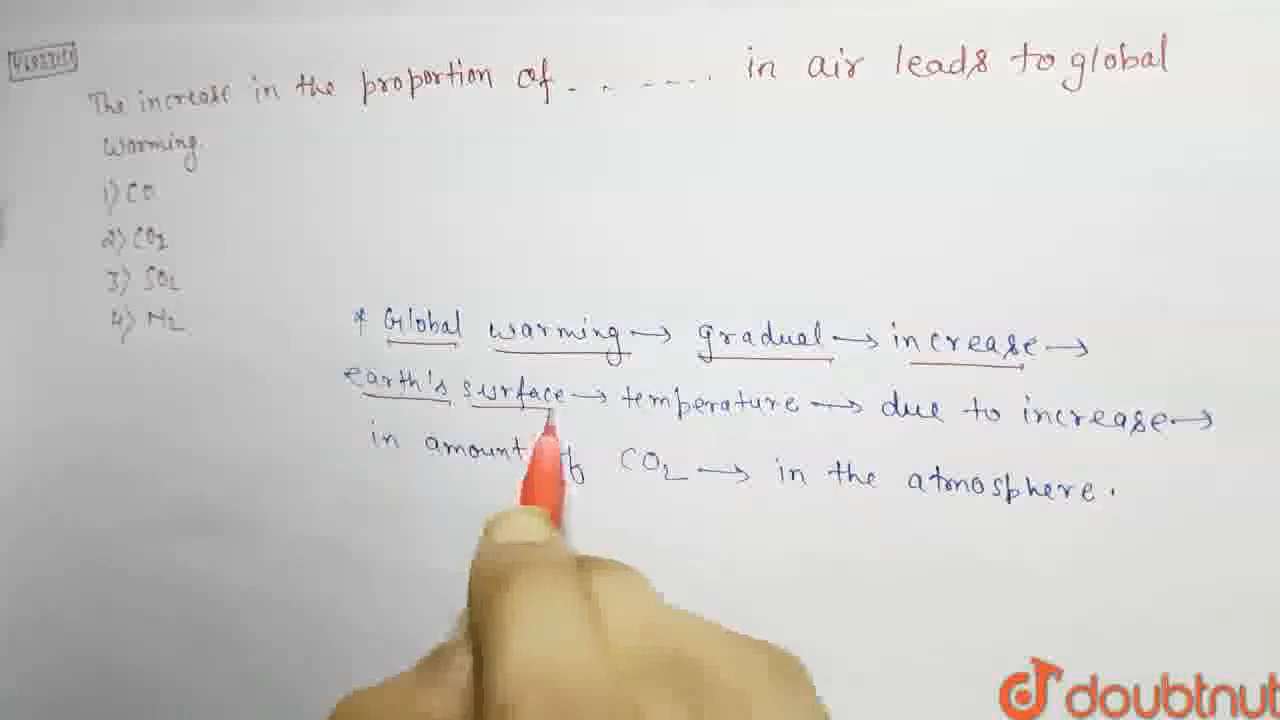 The increase in the proportion of . . ..... in air leads to global
warming.
1) CO
2) CO2
3) SO2
4) N2
* Global warming → gradual → increase →
earth's surface → temperature → due to increase →
in amount of CO2 → in the atmosphere.
doubtnut